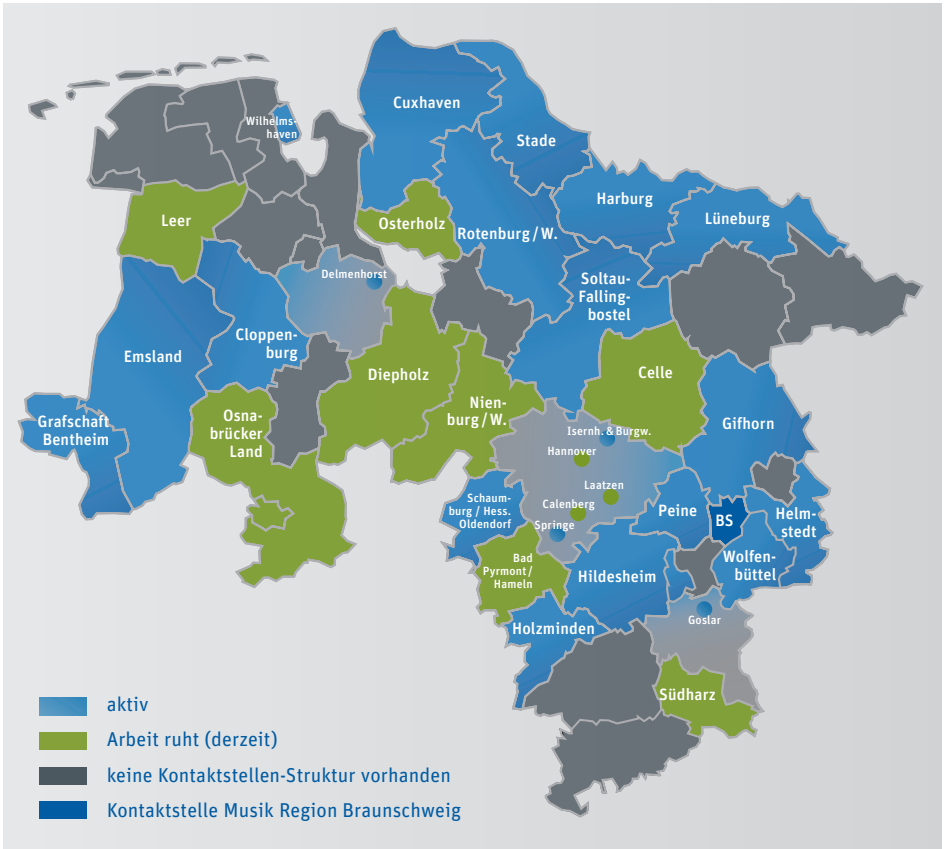 Cuxhaven
Wilhelms-
haven
Stade
Harburg
Lüneburg
Leer
Osterholz
Rotenburg / W.
Delmenhorst
Soltau-
Falling-
bostel
Cloppen-
burg
Emsland
Diepholz
Celle
Nien-
burg / W.
Grafschaft
Bentheim
Osna-
brücker
Land
Gifhorn
Isernh. & Burgw.
Hannover
Laatzen
Calenberg
Springe
Schaum-
burg / Hess.
Oldendorf
Peine
BS
Helm-
stedt
Wolfen-
büttel
Bad
Pyrmont /
Hameln
Hildesheim
Holzminden
Goslar
Südharz
aktiv
Arbeit ruht (derzeit)
keine Kontaktstellen-Struktur vorhanden
Kontaktstelle Musik Region Braunschweig